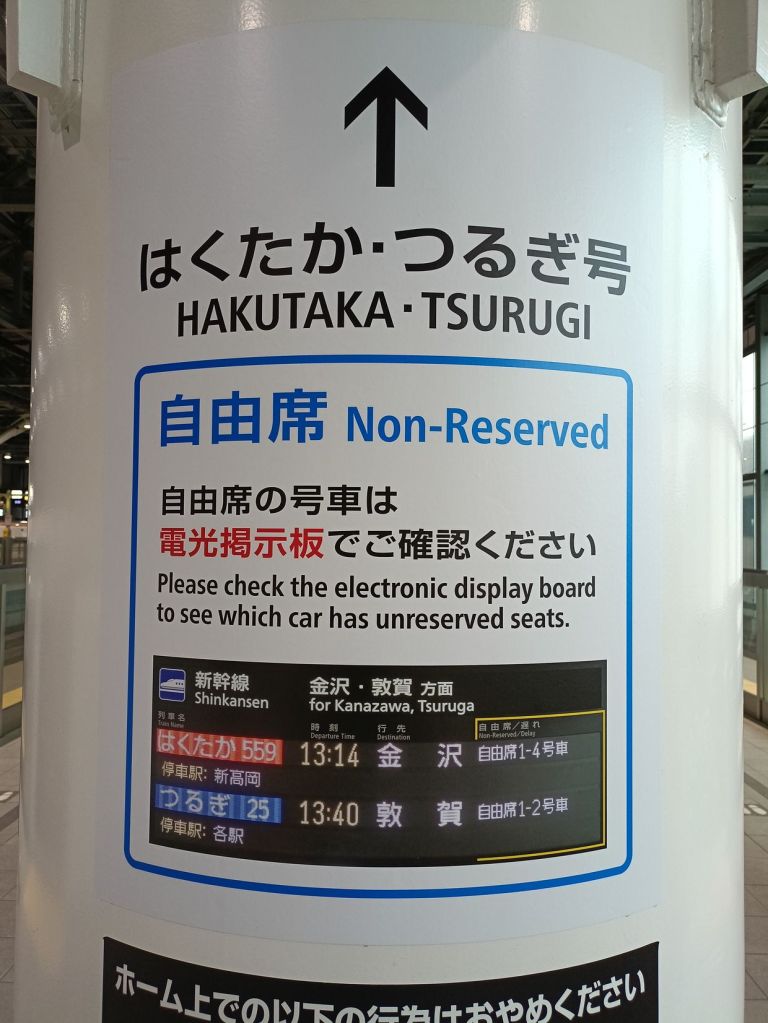 はくたか・つるぎ号
HAKUTAKA・TSURUGI
自由席 Non-Reserved
自由席の号車は
電光掲示板でご確認ください
Please check the electronic display board
to see which car has unreserved seats.
新幹線 金沢・敦賀 方面
Shinkansen for Kanazawa, Tsuruga
列車名 時刻 行先 自由席/遅れ
Train Name Departure Time Destination Non-Reserved/Delay
はくたか 559 13:14 金沢 自由席1-4号車
停車駅: 新高岡
つるぎ 25 13:40 敦賀 自由席1-2号車
停車駅: 各駅
ホーム上での以下の行為はおやめください